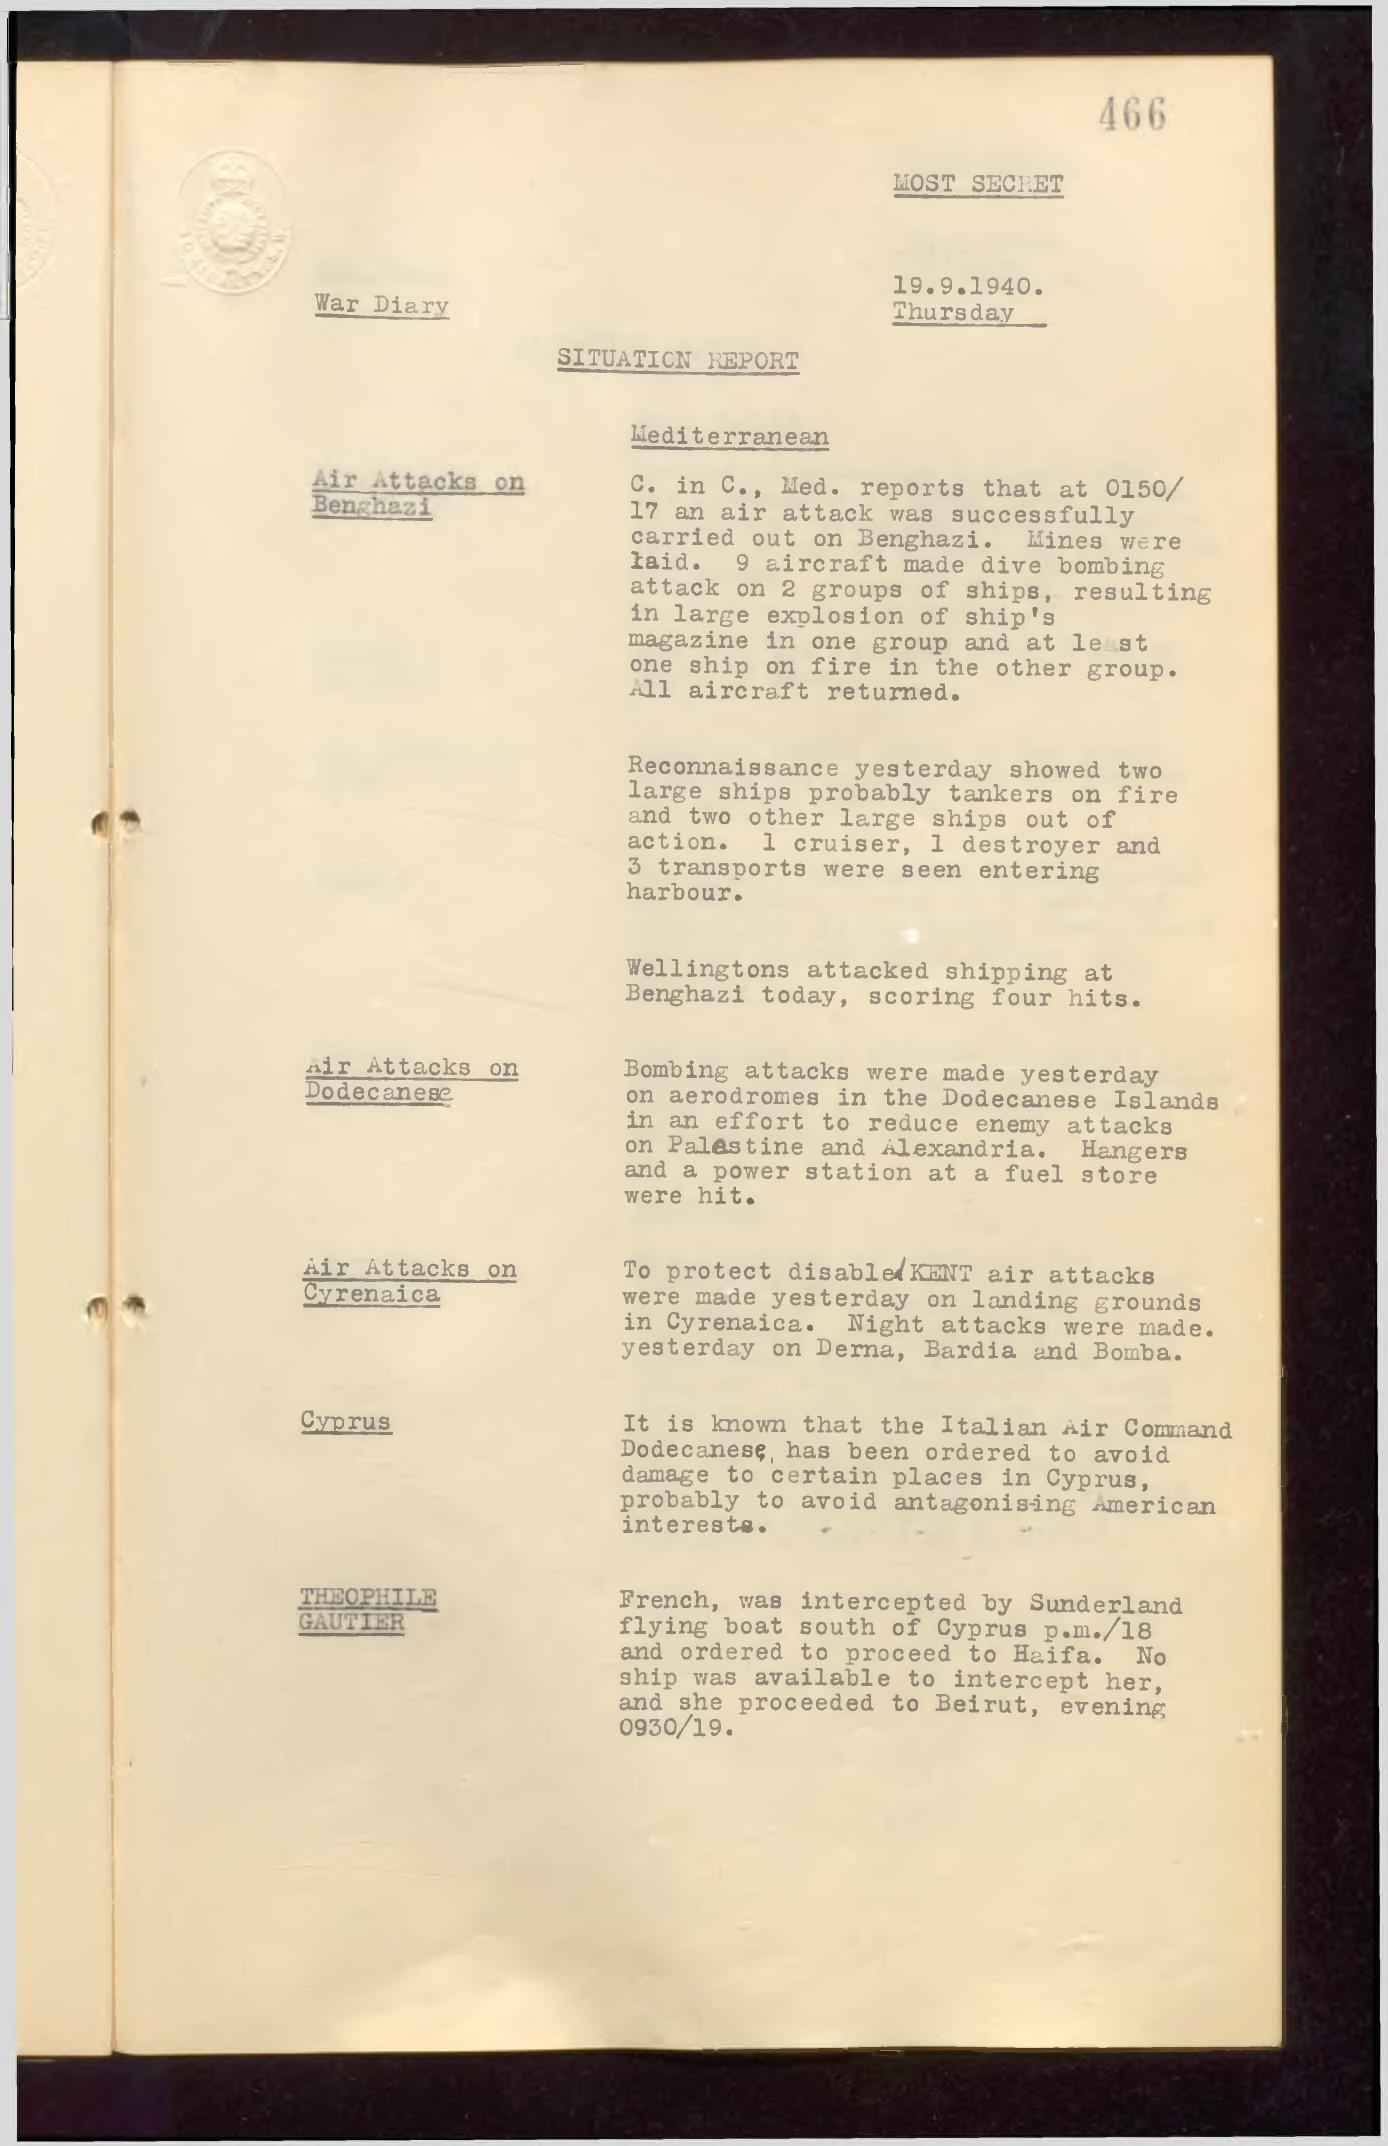 466
MOST SECRET
19.9.1940.
War Diary
Thursday
SITUATION REPORT
Mediterranean
Air Attacks on
Benghazi
C. in C., Med. reports that at 0150/
17 an air attack was successfully
carried out on Benghazi. Mines were
laid. 9 aircraft made dive bombing
attack on 2 groups of ships, resulting
in large explosion of ship's
magazine in one group and at least
one ship on fire in the other group.
All aircraft returned.
Reconnaissance yesterday showed two
large ships probably tankers on fire
and two other large ships out of
action. 1 cruiser, 1 destroyer and
3 transports were seen entering
harbour.
Wellingtons attacked shipping at
Benghazi today, scoring four hits.
Air Attacks on
Dodecanese
Bombing attacks were made yesterday
on aerodromes in the Dodecanese Islands
in an effort to reduce enemy attacks
on Palestine and Alexandria. Hangers
and a power station at a fuel store
were hit.
Air Attacks on
Cyrenaica
To protect disabled KENT air attacks
were made yesterday on landing grounds
in Cyrenaica. Night attacks were made.
yesterday on Derna, Bardia and Bomba.
Cyprus
It is known that the Italian Air Command
Dodecanese, has been ordered to avoid
damage to certain places in Cyprus,
probably to avoid antagonising American
interests.
THEOPHILE
GAUTIER
French, was intercepted by Sunderland
flying boat south of Cyprus p.m./18
and ordered to proceed to Haifa. No
ship was available to intercept her,
and she proceeded to Beirut, evening
0930/19.